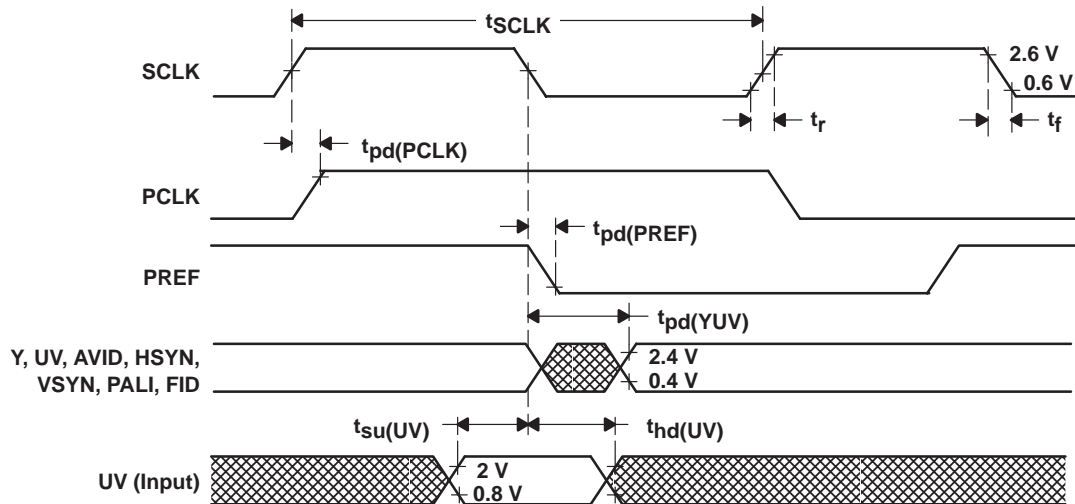 tSCLK
SCLK
2.6 V
0.6 V
tr
tf
tpd(PCLK)
PCLK
tpd(PREF)
PREF
tpd(YUV)
Y, UV, AVID, HSYN,
VSYN, PALI, FID
2.4 V
0.4 V
tsu(UV)
thd(UV)
UV (Input)
2 V
0.8 V